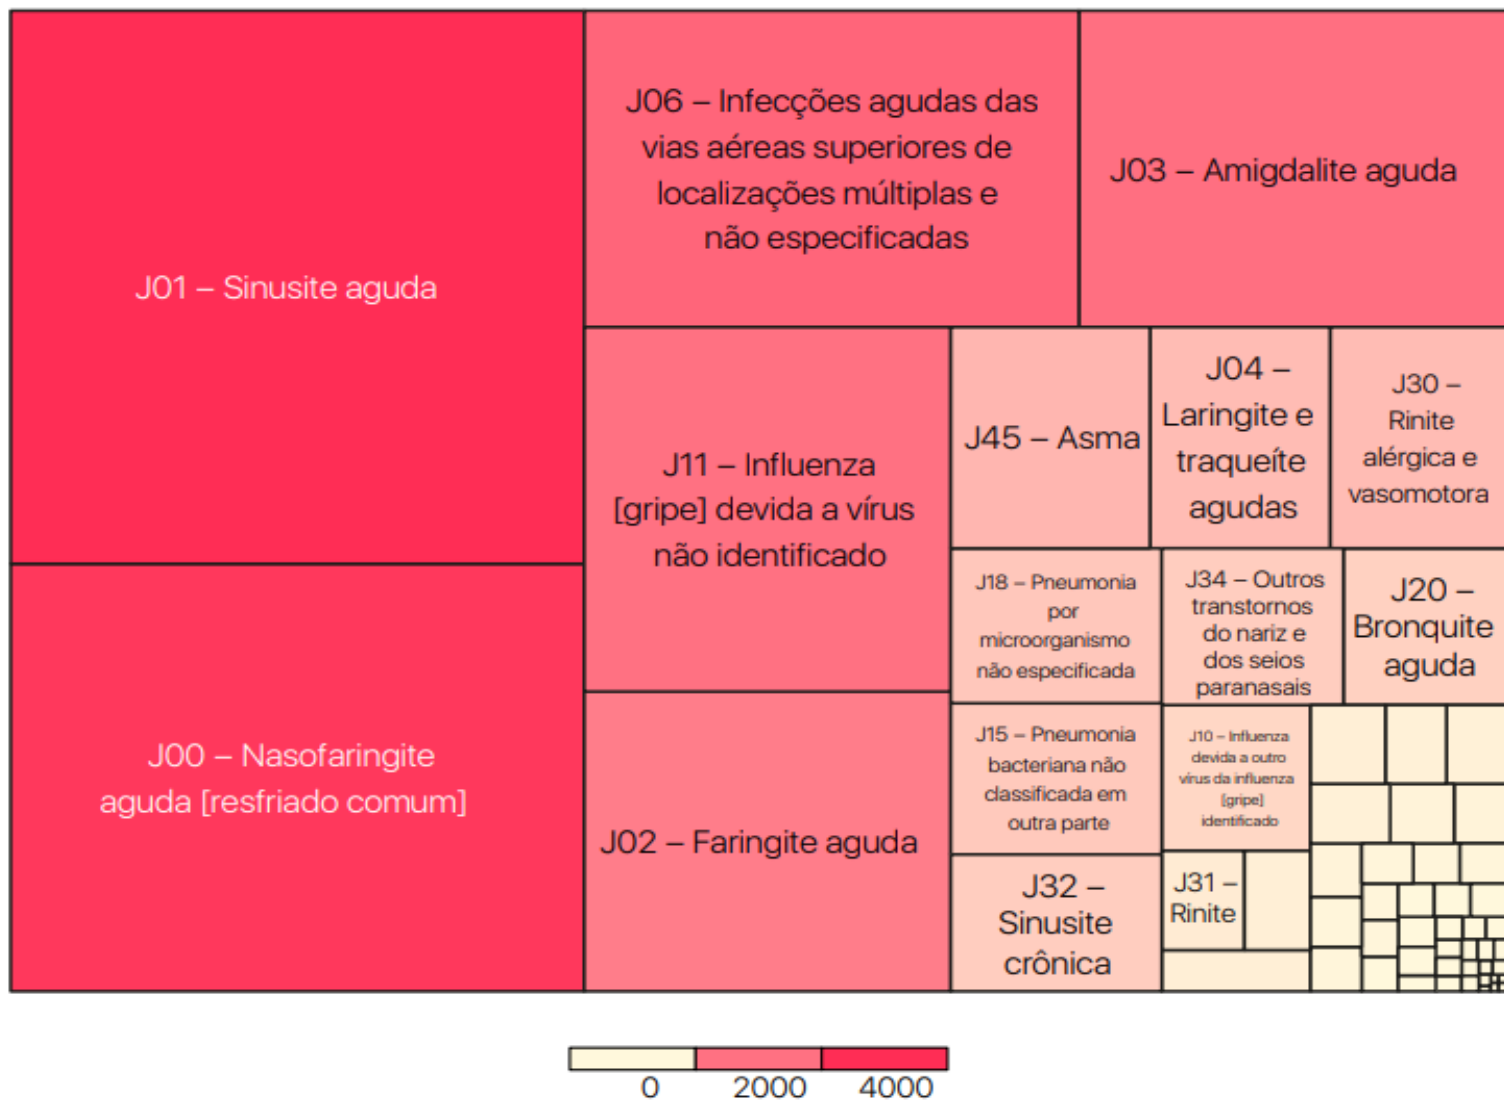 J01 – Sinusite aguda
J00 – Nasofaringite
aguda [resfriado comum]
J06 – Infecções agudas das
vias aéreas superiores de
localizações múltiplas e
não especificadas
J03 – Amigdalite aguda
J11 – Influenza
[gripe] devida a vírus
não identificado
J02 – Faringite aguda
J45 – Asma
J04 –
Laringite e
traqueíte
agudas
J30 –
Rinite
alérgica e
vasomotora
J18 – Pneumonia
por
microorganismo
não especificada
J34 – Outros
transtornos
do nariz e
dos seios
paranasais
J20 –
Bronquite
aguda
J15 – Pneumonia
bacteriana não
classificada em
outra parte
J10 – Influenza
devida a outro
vírus da influenza
[gripe]
identificado
J32 –
Sinusite
crônica
J31 –
Rinite
0 2000 4000